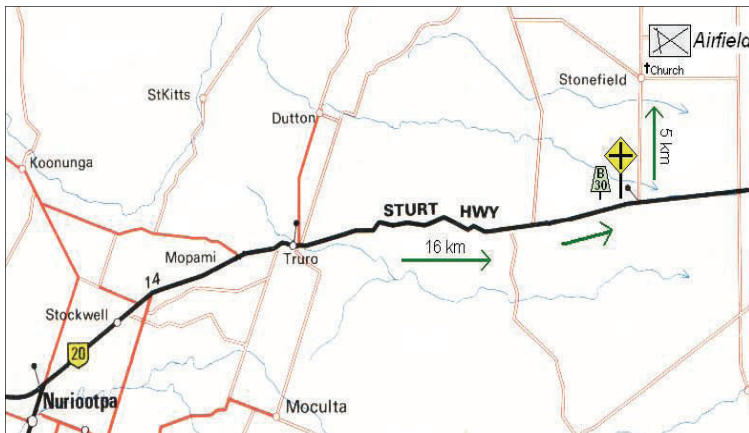 Airfield
Church
Stonefield
StKitts
Dutton
Koonunga
5 km
B
30
STURT HWY
Mopami
Truro
16 km
14
Stockwell
20
Nuriootpa
Moculta